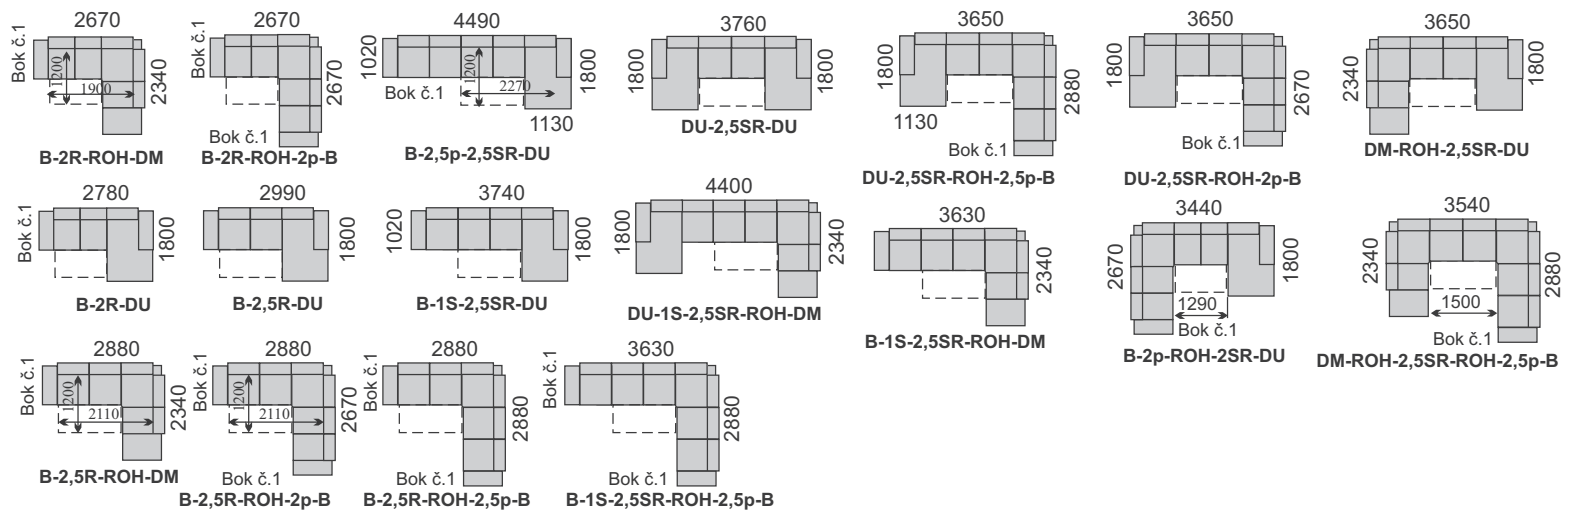 2670
Bok č.1
1200
1900
2340
B-2R-ROH-DM
2670
Bok č.1
1200
2670
Bok č.1
B-2R-ROH-2p-B
4490
1020
1200
2270
1800
Bok č.1
1130
B-2,5p-2,5SR-DU
3760
1800
1800
DU-2,5SR-DU
3650
1800
2880
1130
Bok č.1
DU-2,5SR-ROH-2,5p-B
3650
1800
2670
Bok č.1
DU-2,5SR-ROH-2p-B
3650
2340
1800
DM-ROH-2,5SR-DU
2780
Bok č.1
1800
B-2R-DU
2990
1800
B-2,5R-DU
3740
1020
1800
B-1S-2,5SR-DU
4400
1800
2340
DU-1S-2,5SR-ROH-DM
3630
2340
B-1S-2,5SR-ROH-DM
3440
2670
1800
1290
Bok č.1
B-2p-ROH-2SR-DU
3540
2340
2880
1500
Bok č.1
DM-ROH-2,5SR-ROH-2,5p-B
2880
Bok č.1
1200
2110
2340
B-2,5R-ROH-DM
2880
Bok č.1
1200
2110
2670
Bok č.1
B-2,5R-ROH-2p-B
2880
Bok č.1
2880
Bok č.1
B-2,5R-ROH-2,5p-B
3630
Bok č.1
2880
Bok č.1
B-1S-2,5SR-ROH-2,5p-B